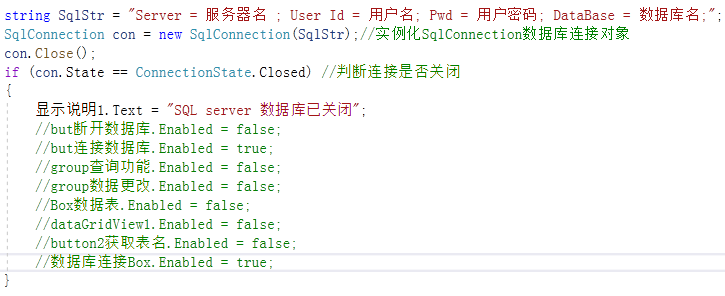 string SqlStr = "Server = 服务器名 ; User Id = 用户名; Pwd = 用户密码; DataBase = 数据库名;";
SqlConnection con = new SqlConnection(SqlStr);//实例化SqlConnection数据库连接对象
con.Close();
if (con.State == ConnectionState.Closed) //判断连接是否关闭
{
显示说明1.Text = "SQL server 数据库已关闭";
//but断开数据库.Enabled = false;
//but连接数据库.Enabled = true;
//group查询功能.Enabled = false;
//group数据更改.Enabled = false;
//Box数据表.Enabled = false;
//dataGridView1.Enabled = false;
//button2获取表名.Enabled = false;
//数据库连接Box.Enabled = true;
}